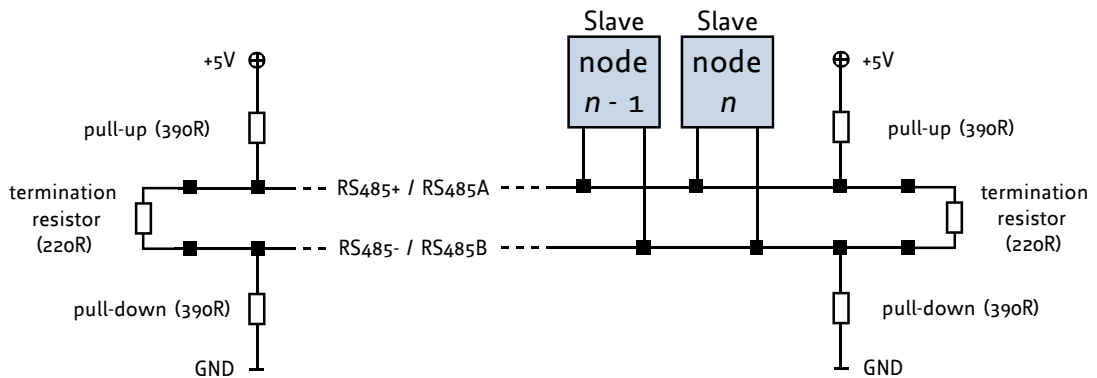 Slave
Slave
node
n - 1
node
n
+5V
+5V
pull-up (390R)
pull-up (390R)
termination
resistor
(220R)
RS485+ / RS485A
termination
resistor
(220R)
RS485- / RS485B
pull-down (390R)
pull-down (390R)
GND
GND